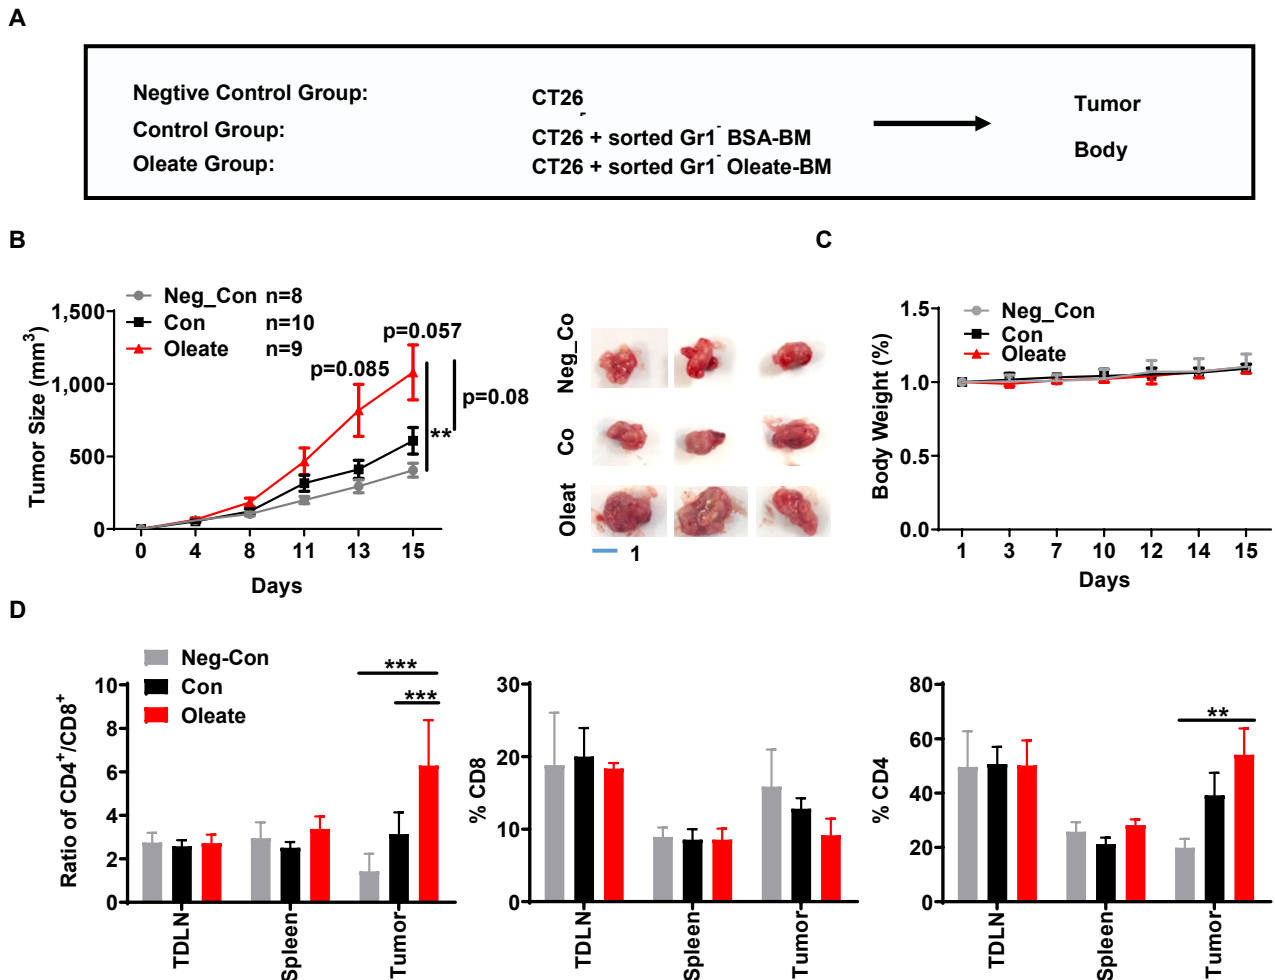 A
Negtive Control Group: CT26
Control Group: CT26 + sorted Gr1⁻ BSA-BM
Oleate Group: CT26 + sorted Gr1⁻ Oleate-BM
Tumor
Body
B
Neg_Con n=8
Con n=10
Oleate n=9
Tumor Size (mm³)
1,500
1,000
500
0
p=0.057
p=0.085
p=0.08
**
0 4 8 11 13 15
Days
Neg_Co
Co
Oleat
1
C
Neg_Con
Con
Oleate
Body Weight (%)
1.5
1.0
0.5
0.0
1 3 7 10 12 14 15
Days
D
Neg-Con
Con
Oleate
Ratio of CD4⁺/CD8⁺
10
8
6
4
2
0
***
***
TDLN
Spleen
Tumor
% CD8
30
20
10
0
TDLN
Spleen
Tumor
% CD4
80
60
40
20
0
**
TDLN
Spleen
Tumor